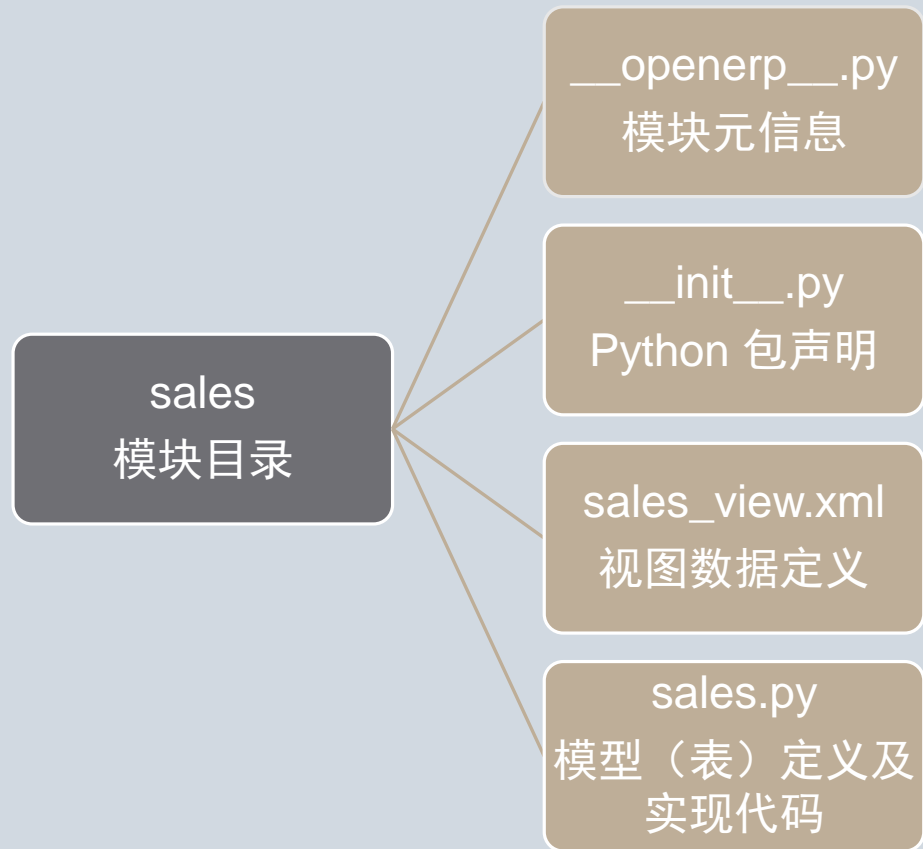 __openerp__.py
模块元信息
__init__.py
Python 包声明
sales
模块目录
sales_view.xml
视图数据定义
sales.py
模型（表）定义及
实现代码